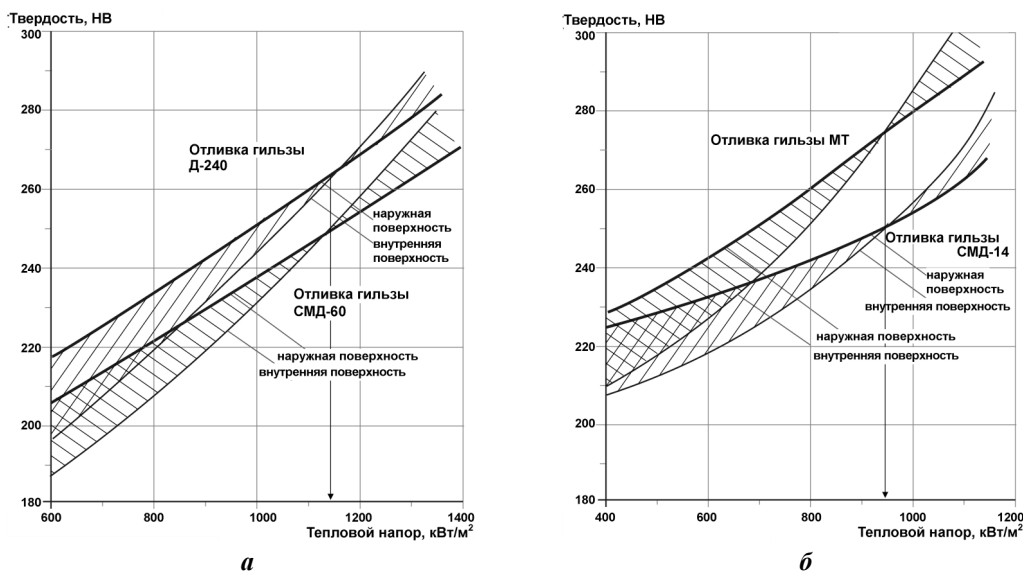 Твердость, HB
300
280
260
240
220
200
180
600
800
1000
1200
1400
Тепловой напор, кВт/м²
Отливка гильзы
Д-240
наружная
поверхность
внутренняя
поверхность
Отливка гильзы
СМД-60
наружная поверхность
внутренняя поверхность
а
Твердость, HB
300
280
260
240
220
200
180
400
600
800
1000
1200
Тепловой напор, кВт/м²
Отливка гильзы МТ
Отливка гильзы
СМД-14
наружная
поверхность
внутренняя поверхность
наружная поверхность
внутренняя поверхность
б